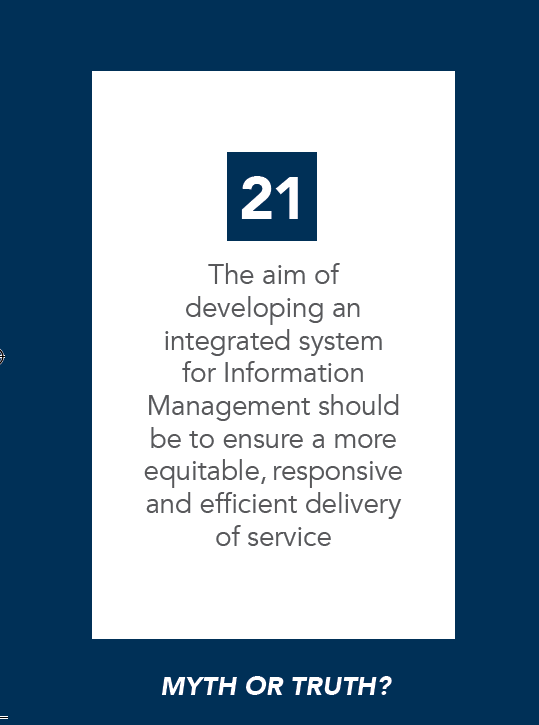 21
The aim of
developing an
integrated system
for Information
Management should
be to ensure a more
equitable, responsive
and efficient delivery
of service
MYTH OR TRUTH?